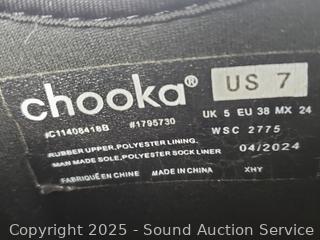 chooka® US 7
#C11408418B #1795730 UK 5 EU 38 MX 24
WSC 2775
RUBBER UPPER,POLYESTER LINING, 04/2024
MAN MADE SOLE,POLYESTER SOCK LINER
FABRIQUÉ EN CHINE MADE IN CHINA XHY
Copyright 2025 - Sound Auction Service